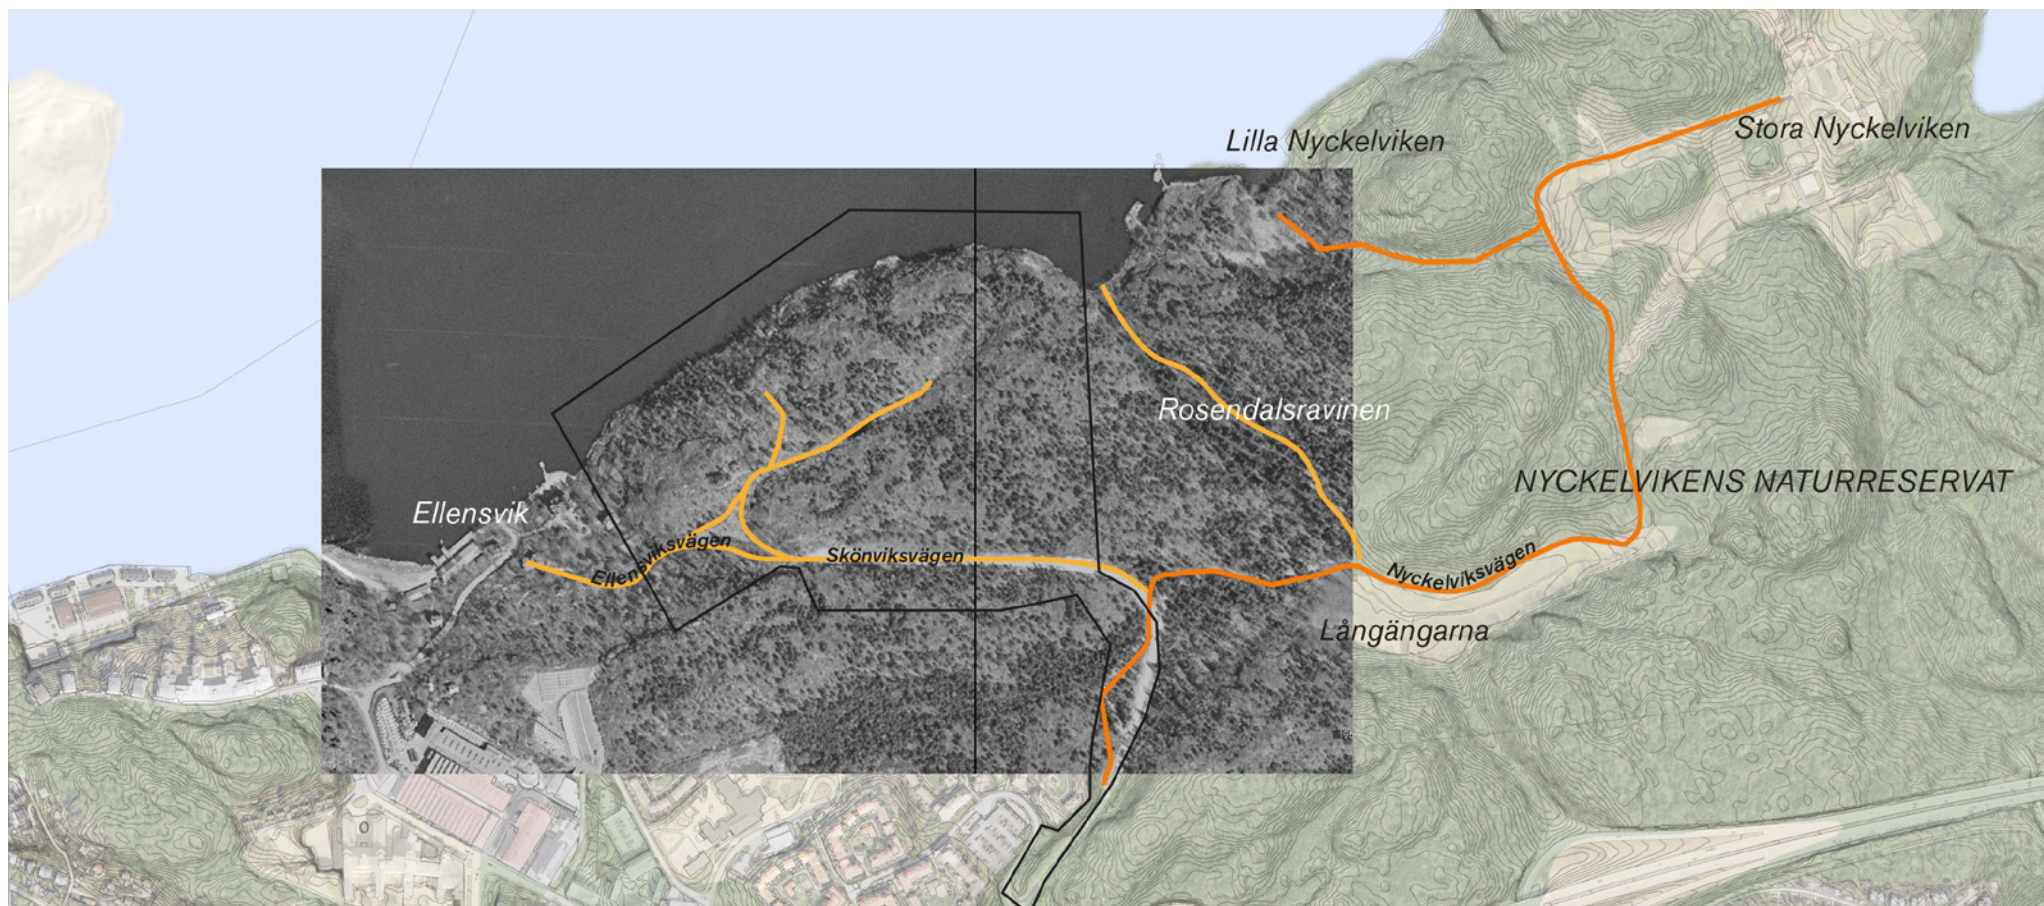 Stora Nyckelviken
Lilla Nyckelviken
Rosendalsravinen
NYCKELVIKENS NATURRESERVAT
Ellensvik
Ellensviksvägen
Skönviksvägen
Nyckelviksvägen
Långängarna